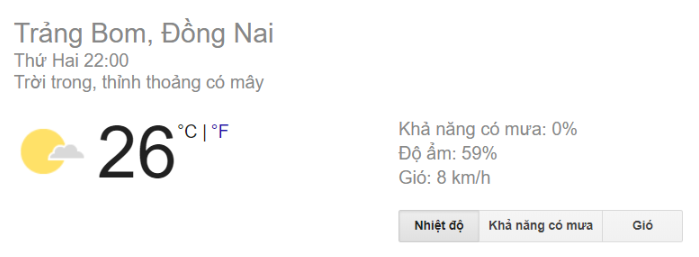 Trảng Bom, Đồng Nai
Thứ Hai 22:00
Trời trong, thỉnh thoảng có mây
26 °C | °F
Khả năng có mưa: 0%
Độ ẩm: 59%
Gió: 8 km/h
Nhiệt độ Khả năng có mưa Gió